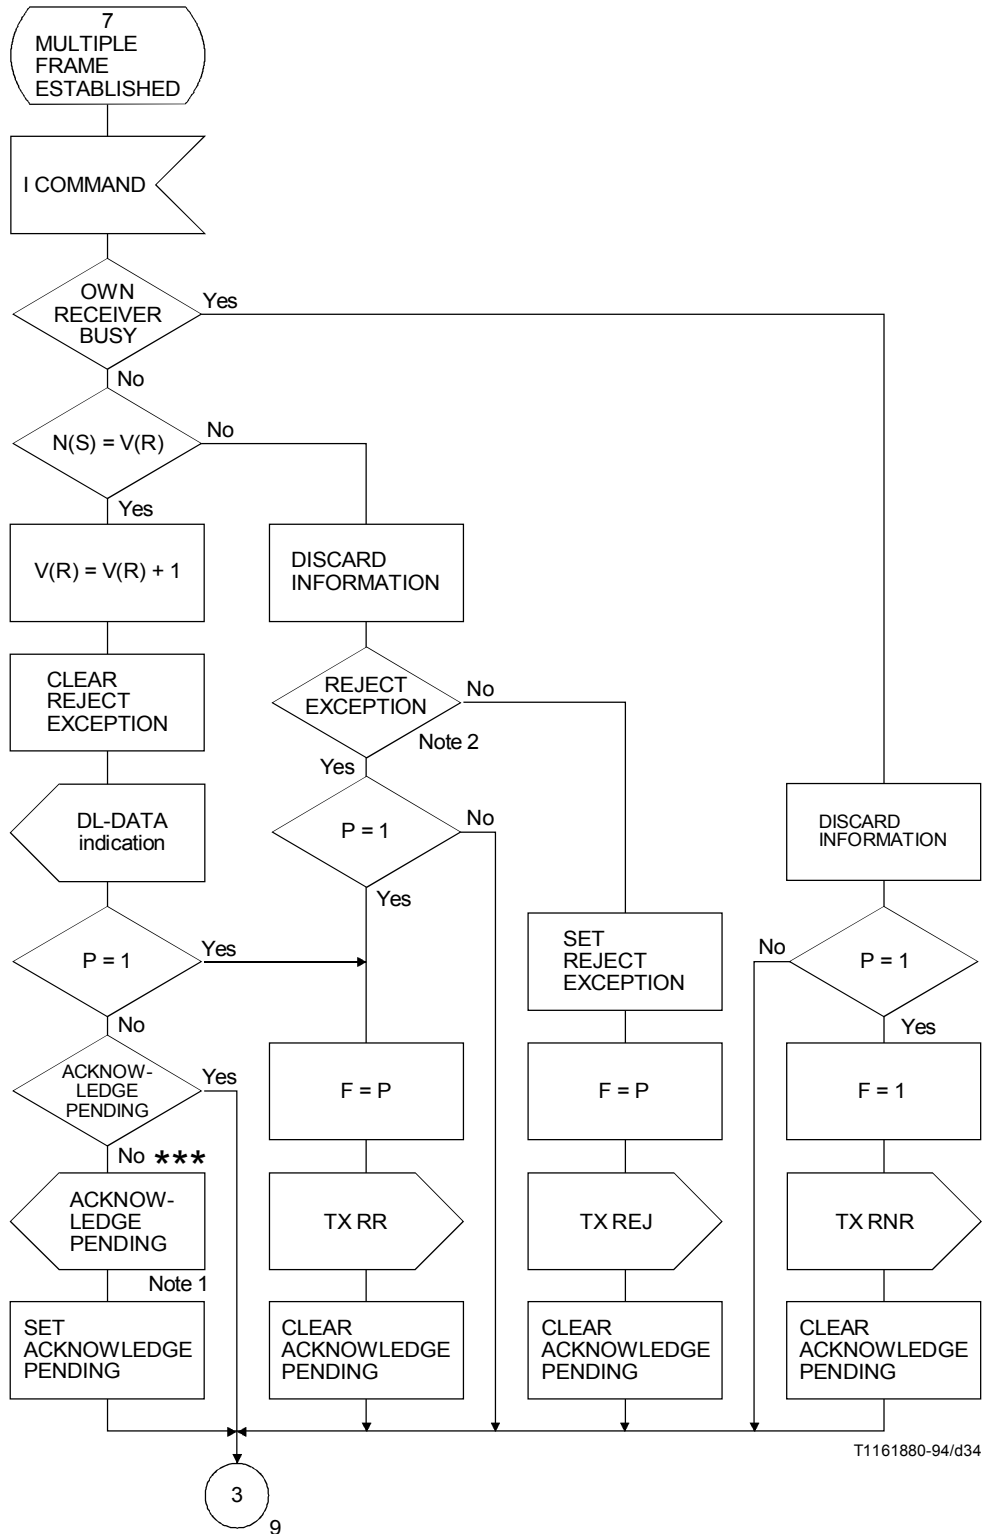 7
MULTIPLE
FRAME
ESTABLISHED
I COMMAND
OWN
RECEIVER
BUSY
Yes
No
N(S) = V(R)
No
Yes
V(R) = V(R) + 1
DISCARD
INFORMATION
CLEAR
REJECT
EXCEPTION
REJECT
EXCEPTION
No
Note 2
Yes
DL-DATA
indication
P = 1
No
Yes
DISCARD
INFORMATION
P = 1
Yes
No
SET
REJECT
EXCEPTION
No
P = 1
Yes
ACKNOW-
LEDGE
PENDING
Yes
No ***
F = P
F = P
F = 1
ACKNOW-
LEDGE
PENDING
Note 1
TX RR
TX REJ
TX RNR
SET
ACKNOWLEDGE
PENDING
CLEAR
ACKNOWLEDGE
PENDING
CLEAR
ACKNOWLEDGE
PENDING
CLEAR
ACKNOWLEDGE
PENDING
T1161880-94/d34
3
9